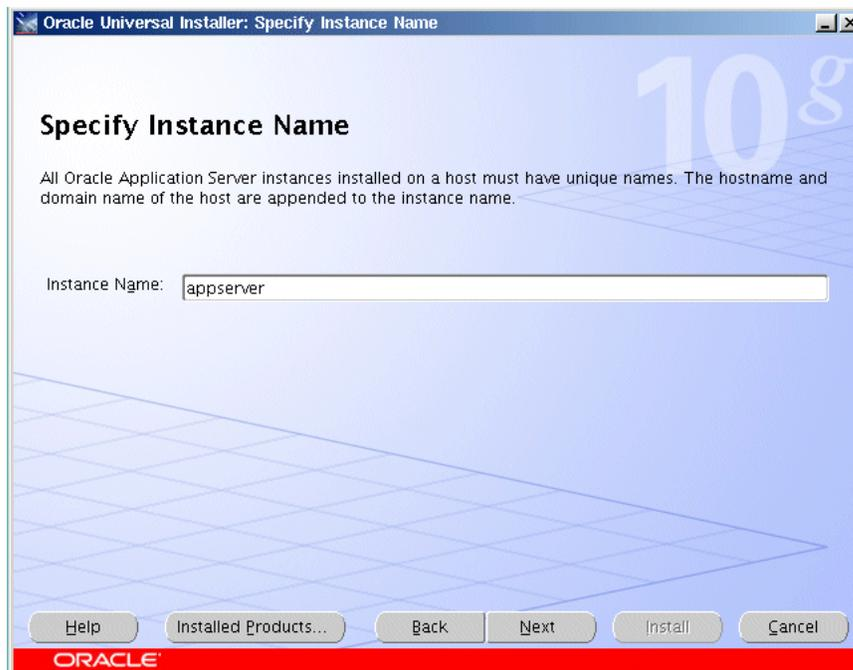 Oracle Universal Installer: Specify Instance Name
10g
Specify Instance Name
All Oracle Application Server instances installed on a host must have unique names. The hostname and
domain name of the host are appended to the instance name.
Instance Name: appserver
Help Installed Products... Back Next Install Cancel
ORACLE